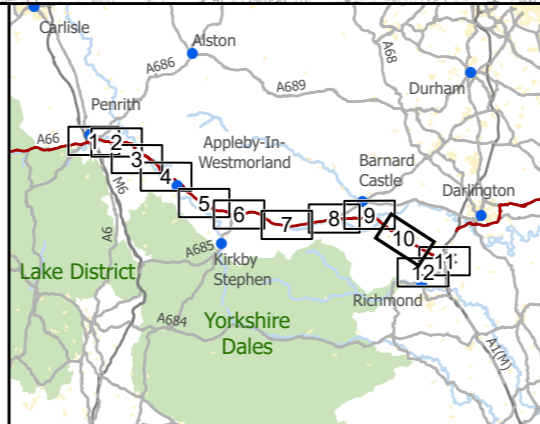 Carlisle
Alston
A68
A686
A689
Durham
Penrith
A66
1
2
3
Appleby-In-
Westmorland
Barnard
Castle
4
M6
5
6
7
8
9
Darlington
10
11
12
A6
A685
Kirkby
Stephen
Lake District
Richmond
A684
Yorkshire
Dales
A1(M)